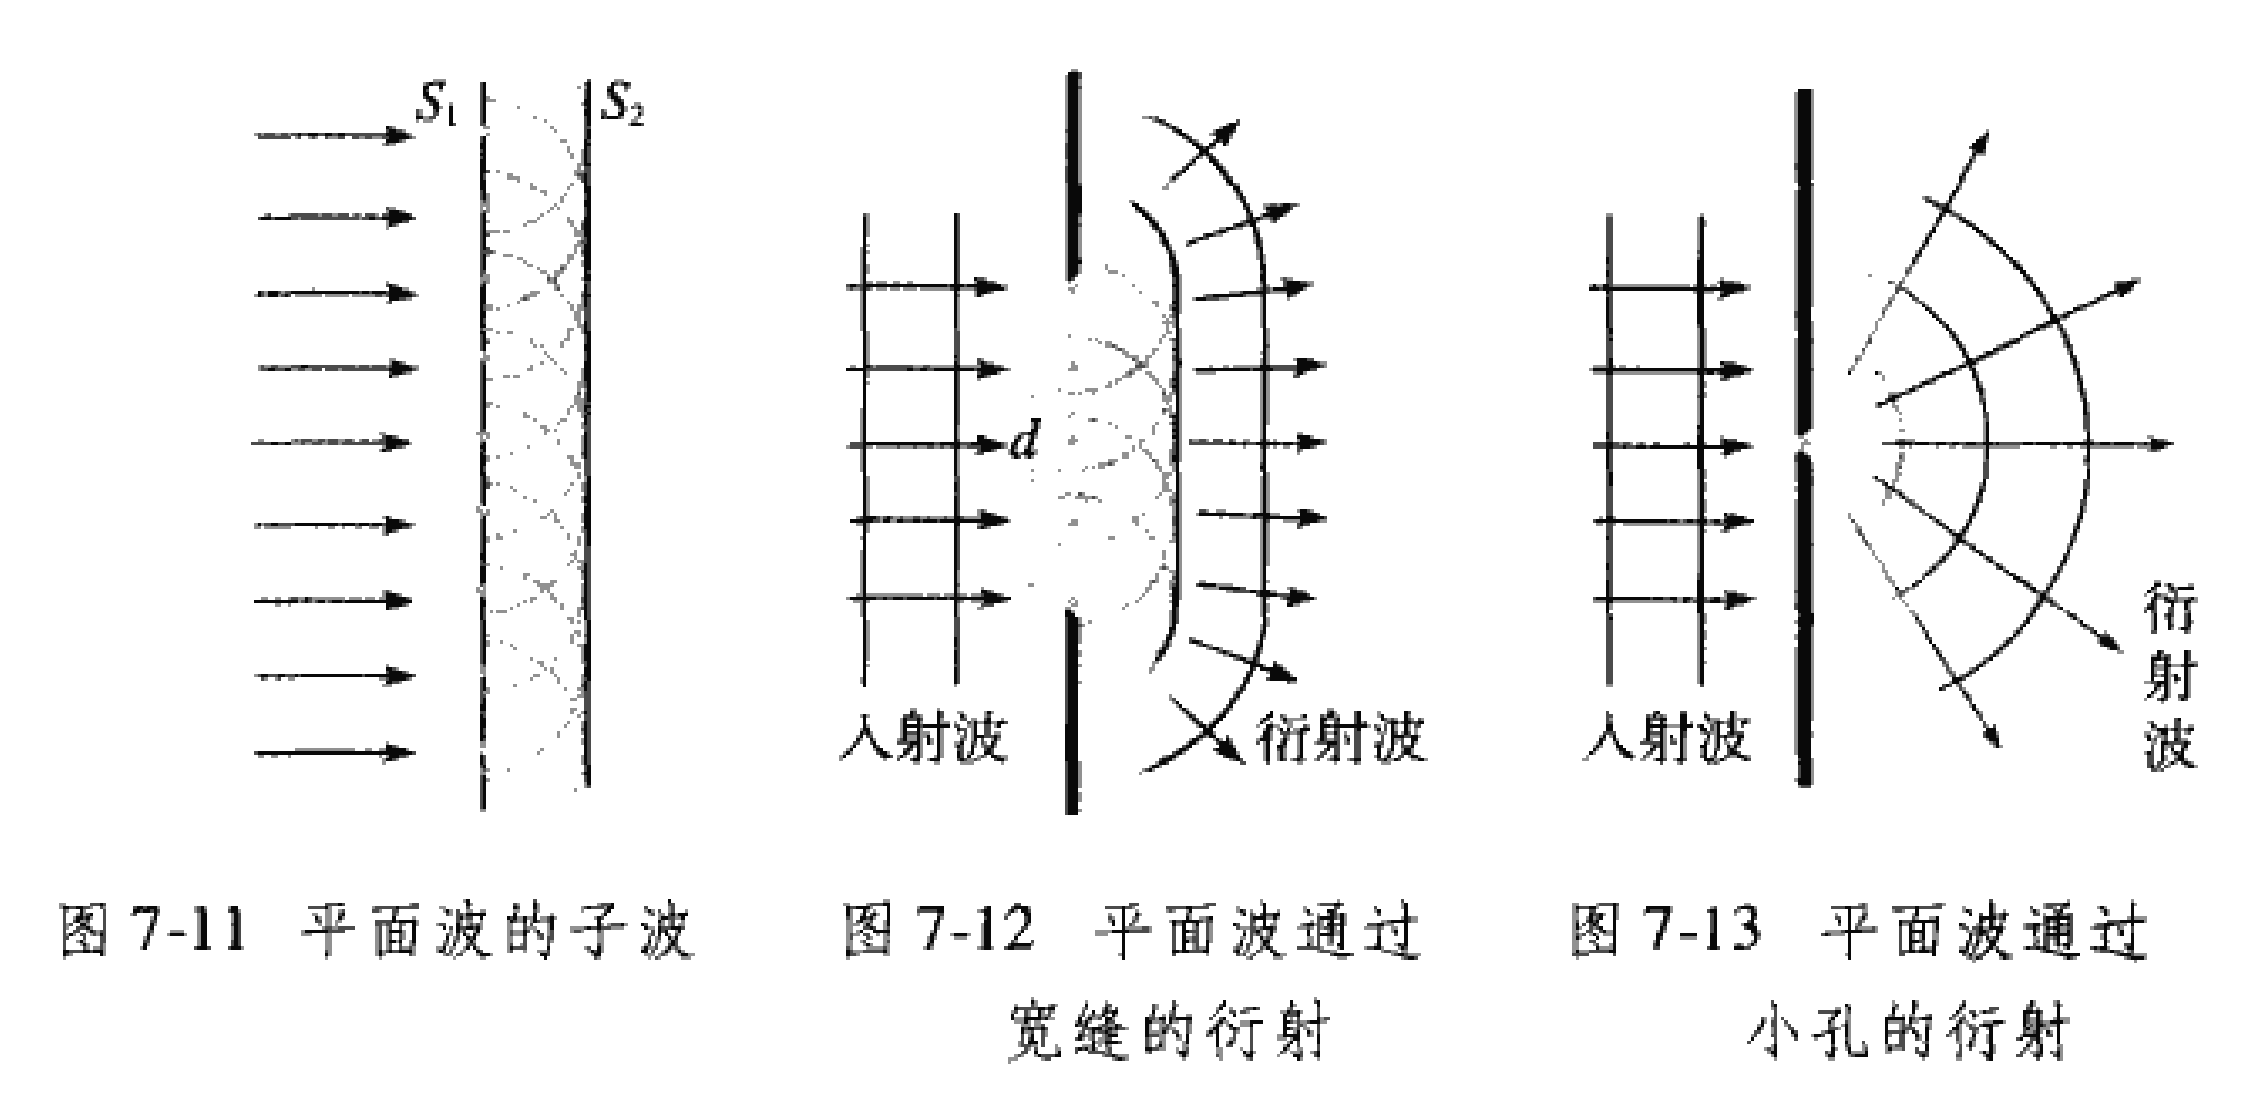 S₁
S₂
d
入射波
衍射波
入射波
衍射波
图 7-11 平面波的子波
图 7-12 平面波通过
宽缝的衍射
图 7-13 平面波通过
小孔的衍射